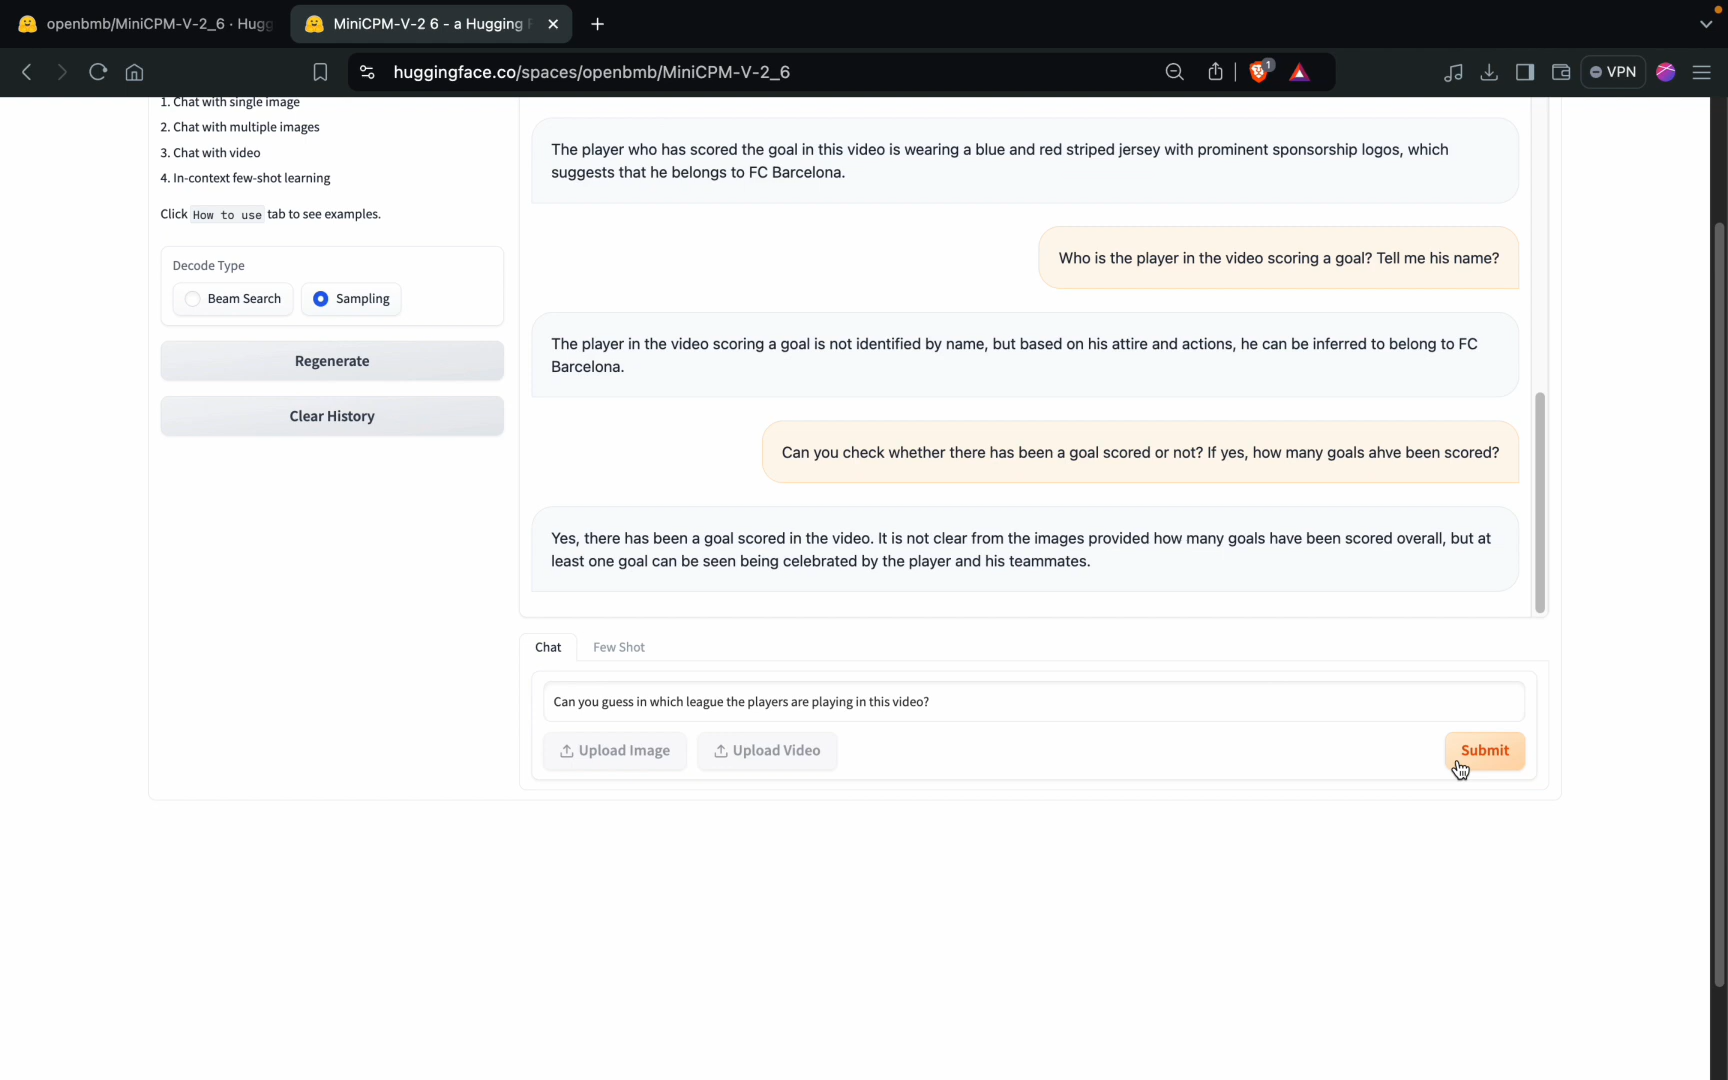 openbmb/MiniCPM-V-2_6 · Hugg
MiniCPM-V-2 6 - a Hugging F
huggingface.co/spaces/openbmb/MiniCPM-V-2_6
1
VPN
1. Chat with single image
2. Chat with multiple images
3. Chat with video
4. In-context few-shot learning
Click How to use tab to see examples.
Decode Type
Beam Search
Sampling
Regenerate
Clear History
The player who has scored the goal in this video is wearing a blue and red striped jersey with prominent sponsorship logos, which
suggests that he belongs to FC Barcelona.
Who is the player in the video scoring a goal? Tell me his name?
The player in the video scoring a goal is not identified by name, but based on his attire and actions, he can be inferred to belong to FC
Barcelona.
Can you check whether there has been a goal scored or not? If yes, how many goals ahve been scored?
Yes, there has been a goal scored in the video. It is not clear from the images provided how many goals have been scored overall, but at
least one goal can be seen being celebrated by the player and his teammates.
Chat
Few Shot
Can you guess in which league the players are playing in this video?
Upload Image
Upload Video
Submit